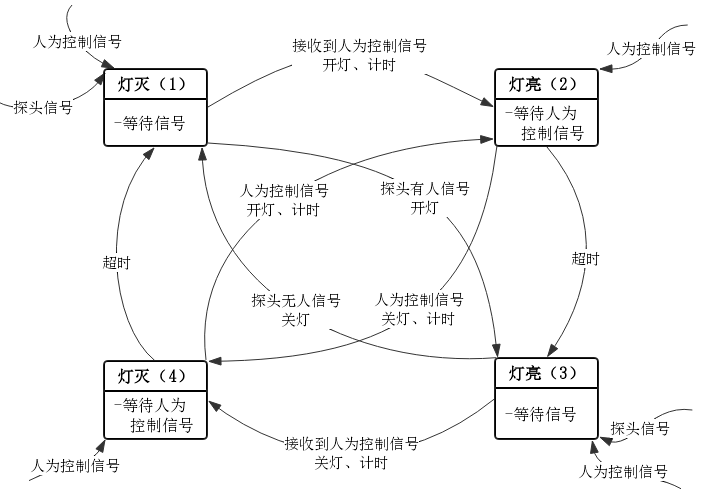 人为控制信号
接收到人为控制信号
开灯、计时
人为控制信号
灯灭（1）
-等待信号
灯亮（2）
-等待人为
控制信号
探头信号
人为控制信号
开灯、计时
探头有人信号
开灯
超时
超时
探头无人信号
关灯
人为控制信号
关灯、计时
灯灭（4）
-等待人为
控制信号
灯亮（3）
-等待信号
接收到人为控制信号
关灯、计时
探头信号
人为控制信号
人为控制信号